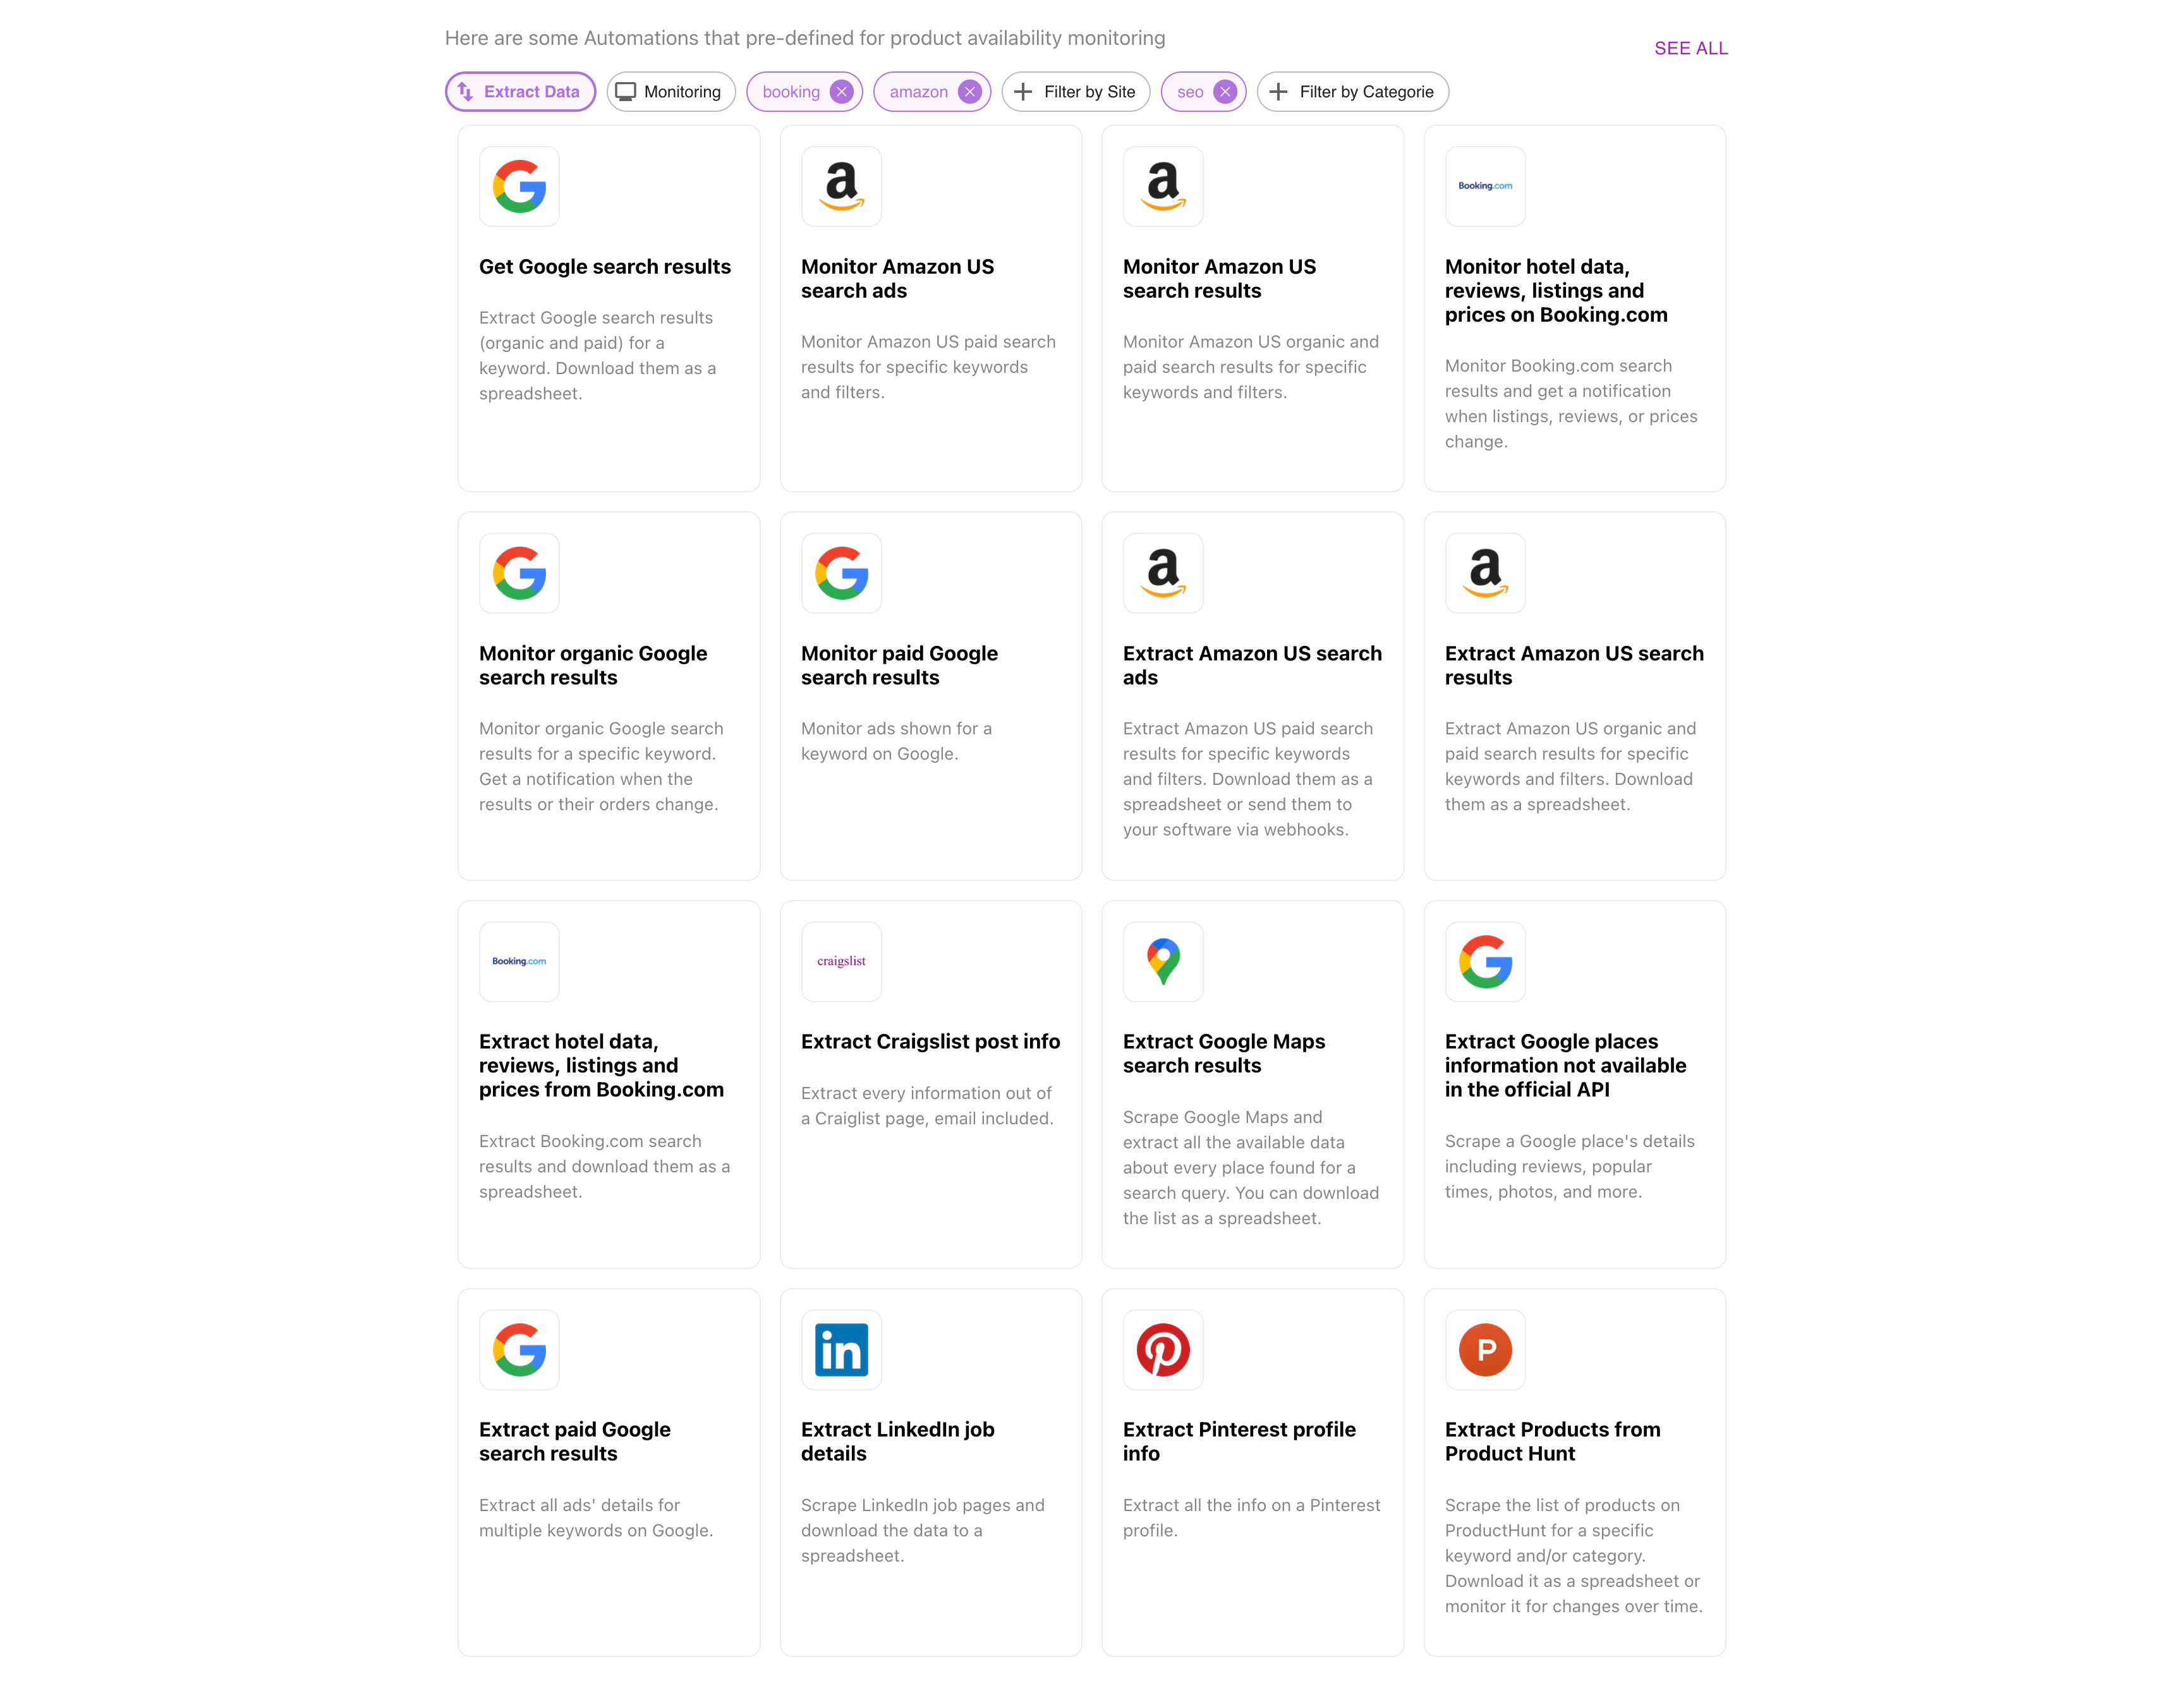 Here are some Automations that pre-defined for product availability monitoring
SEE ALL
Extract Data
Monitoring
booking
amazon
Filter by Site
seo
Filter by Categorie
Get Google search results
Extract Google search results
(organic and paid) for a
keyword. Download them as a
spreadsheet.
a
Monitor Amazon US
search ads
Monitor Amazon US paid search
results for specific keywords
and filters.
a
Monitor Amazon US
search results
Monitor Amazon US organic and
paid search results for specific
keywords and filters.
Booking.com
Monitor hotel data,
reviews, listings and
prices on Booking.com
Monitor Booking.com search
results and get a notification
when listings, reviews, or prices
change.
Monitor organic Google
search results
Monitor organic Google search
results for a specific keyword.
Get a notification when the
results or their orders change.
Monitor paid Google
search results
Monitor ads shown for a
keyword on Google.
a
Extract Amazon US search
ads
Extract Amazon US paid search
results for specific keywords
and filters. Download them as a
spreadsheet or send them to
your software via webhooks.
a
Extract Amazon US search
results
Extract Amazon US organic and
paid search results for specific
keywords and filters. Download
them as a spreadsheet.
Booking.com
Extract hotel data,
reviews, listings and
prices from Booking.com
Extract Booking.com search
results and download them as a
spreadsheet.
craigslist
Extract Craigslist post info
Extract every information out of
a Craiglist page, email included.
Extract Google Maps
search results
Scrape Google Maps and
extract all the available data
about every place found for a
search query. You can download
the list as a spreadsheet.
Extract Google places
information not available
in the official API
Scrape a Google place's details
including reviews, popular
times, photos, and more.
Extract paid Google
search results
Extract all ads' details for
multiple keywords on Google.
in
Extract LinkedIn job
details
Scrape LinkedIn job pages and
download the data to a
spreadsheet.
Extract Pinterest profile
info
Extract all the info on a Pinterest
profile.
P
Extract Products from
Product Hunt
Scrape the list of products on
ProductHunt for a specific
keyword and/or category.
Download it as a spreadsheet or
monitor it for changes over time.